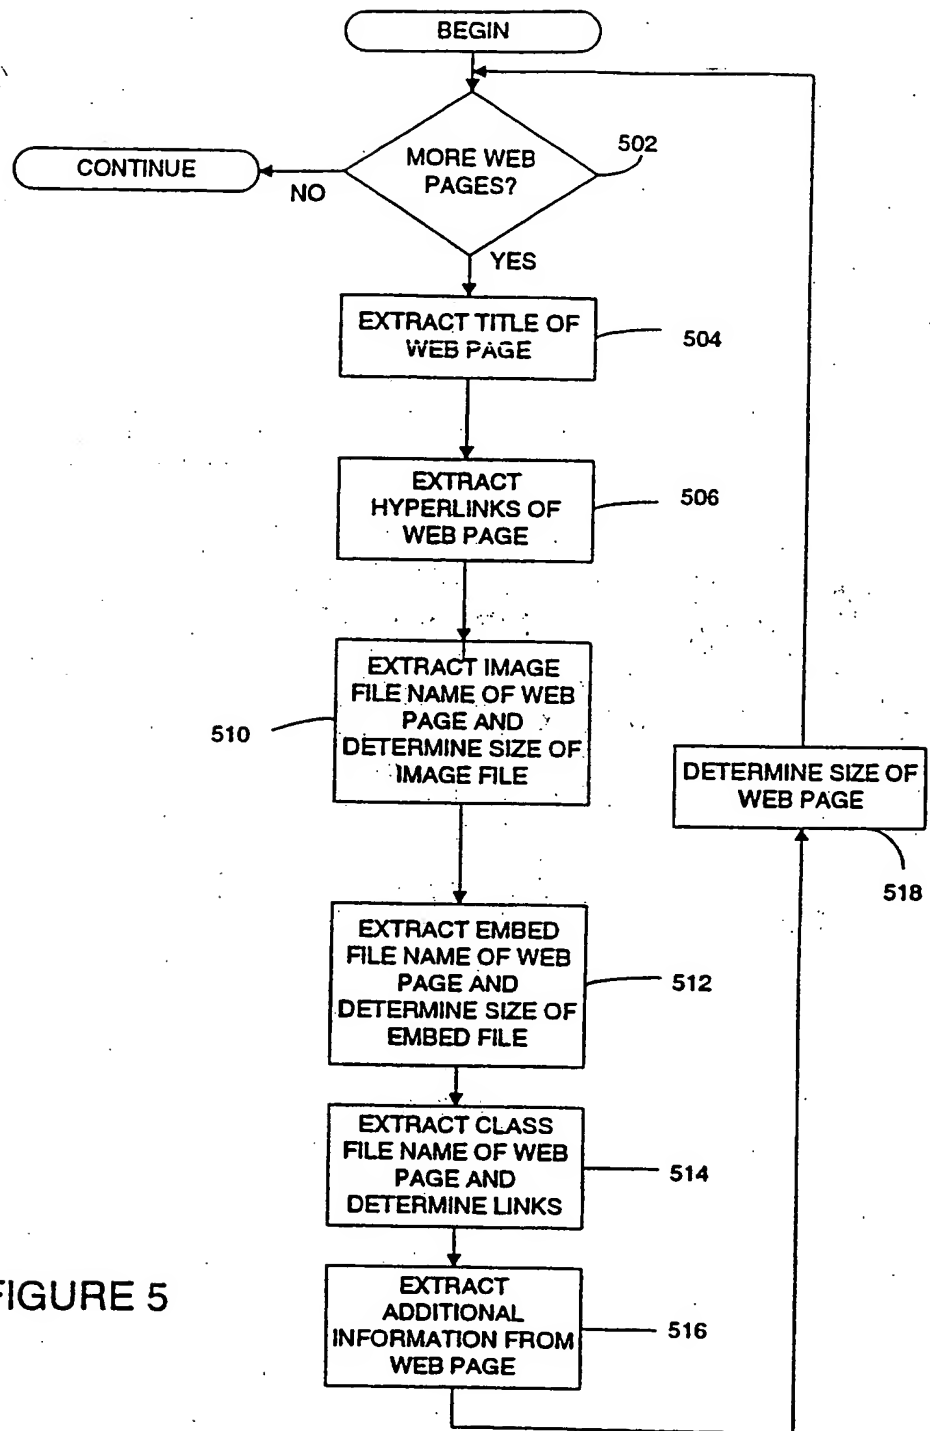 BEGIN
MORE WEB
PAGES?
502
CONTINUE
NO
YES
EXTRACT TITLE OF
WEB PAGE
504
EXTRACT
HYPERLINKS OF
WEB PAGE
506
EXTRACT IMAGE
FILE NAME OF WEB
PAGE AND
DETERMINE SIZE OF
IMAGE FILE
510
DETERMINE SIZE OF
WEB PAGE
518
EXTRACT EMBED
FILE NAME OF WEB
PAGE AND
DETERMINE SIZE OF
EMBED FILE
512
EXTRACT CLASS
FILE NAME OF WEB
PAGE AND
DETERMINE LINKS
514
EXTRACT
ADDITIONAL
INFORMATION FROM
WEB PAGE
516
FIGURE 5